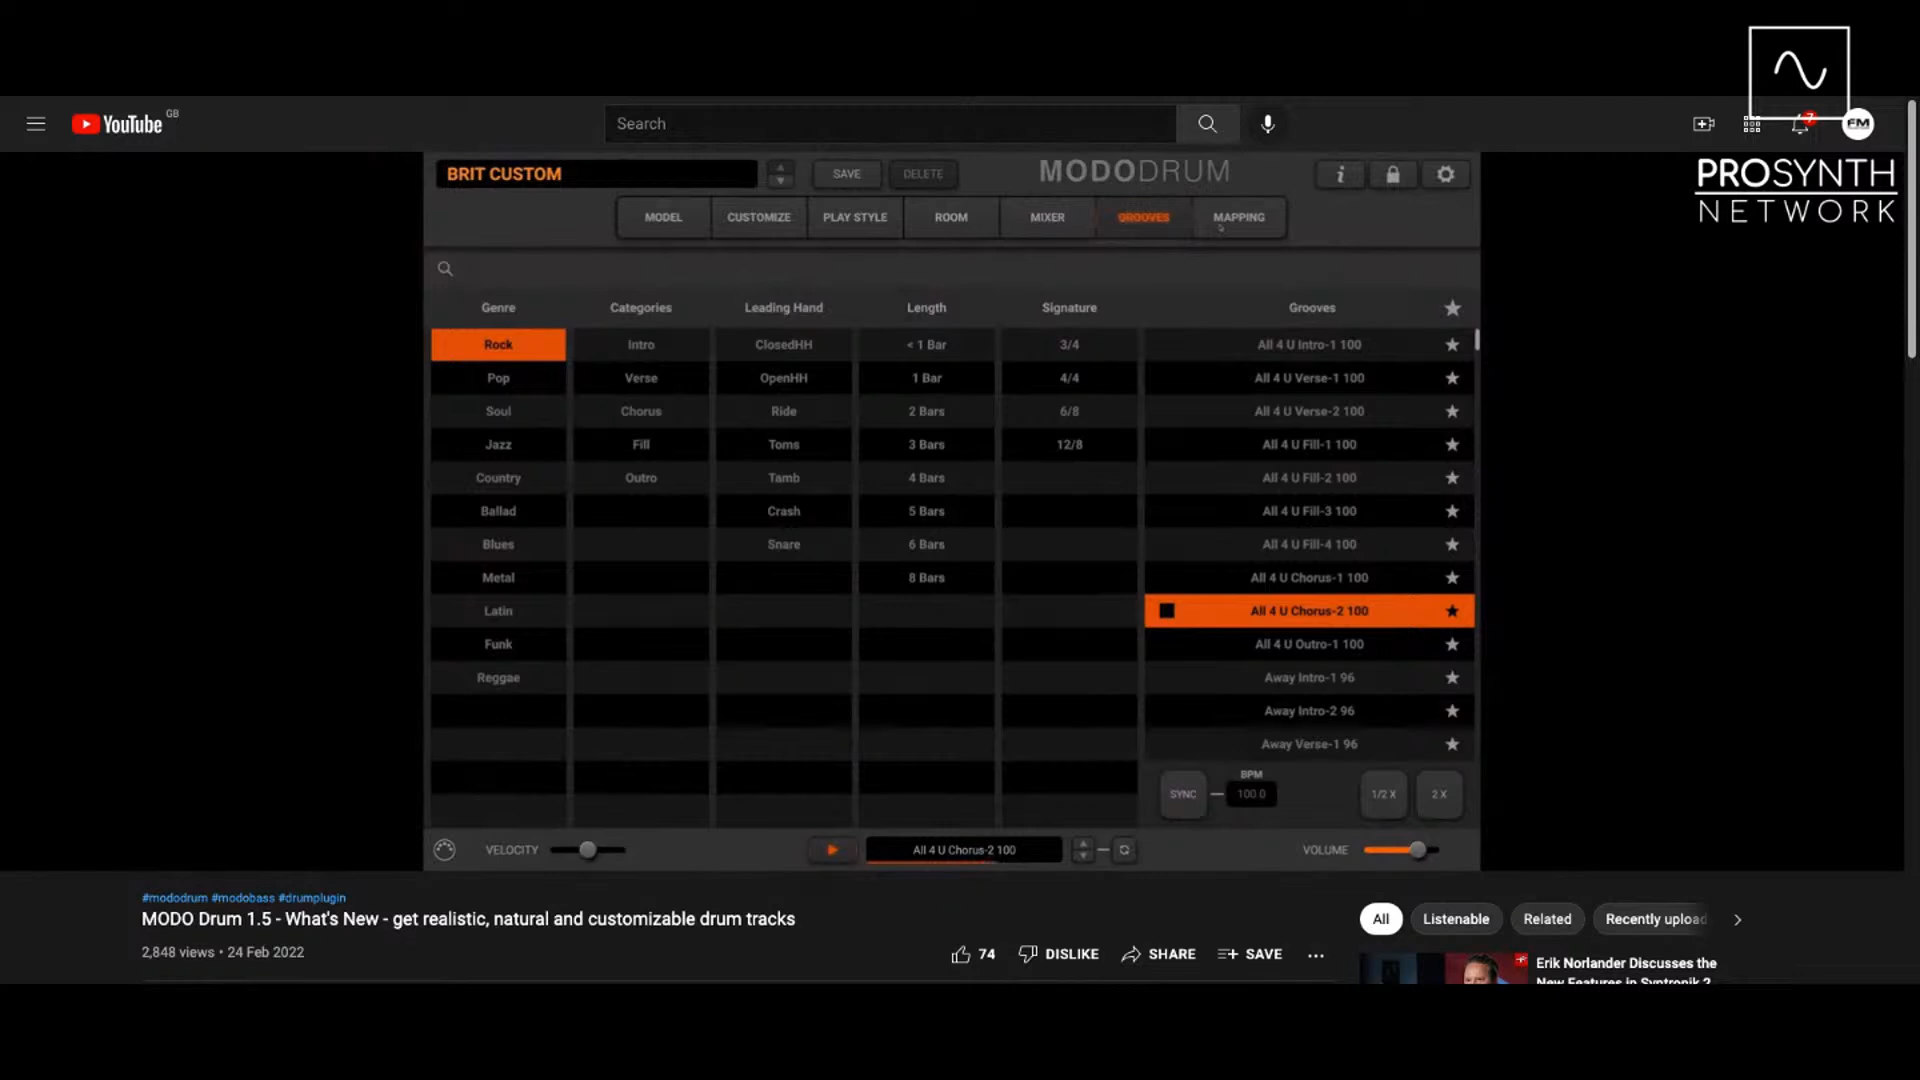 YouTube GB
Search
7
FM
PROSYNTH
NETWORK
BRIT CUSTOM
SAVE
DELETE
MODODRUM
i
MODEL
CUSTOMIZE
PLAY STYLE
ROOM
MIXER
GROOVES
MAPPING
Genre
Categories
Leading Hand
Length
Signature
Grooves
Rock
Intro
ClosedHH
< 1 Bar
3/4
All 4 U Intro-1 100
Pop
Verse
OpenHH
1 Bar
4/4
All 4 U Verse-1 100
Soul
Chorus
Ride
2 Bars
6/8
All 4 U Verse-2 100
Jazz
Fill
Toms
3 Bars
12/8
All 4 U Fill-1 100
Country
Outro
Tamb
4 Bars
All 4 U Fill-2 100
Ballad
Crash
5 Bars
All 4 U Fill-3 100
Blues
Snare
6 Bars
All 4 U Fill-4 100
Metal
8 Bars
All 4 U Chorus-1 100
Latin
All 4 U Chorus-2 100
Funk
All 4 U Outro-1 100
Reggae
Away Intro-1 96
Away Intro-2 96
Away Verse-1 96
BPM
SYNC
100.0
1/2 X
2 X
VELOCITY
All 4 U Chorus-2 100
VOLUME
#mododrum #modobass #drumplugin
MODO Drum 1.5 - What's New - get realistic, natural and customizable drum tracks
2,848 views • 24 Feb 2022
74
DISLIKE
SHARE
SAVE
All
Listenable
Related
Recently upload
Erik Norlander Discusses the
New Features in Syntronik 2